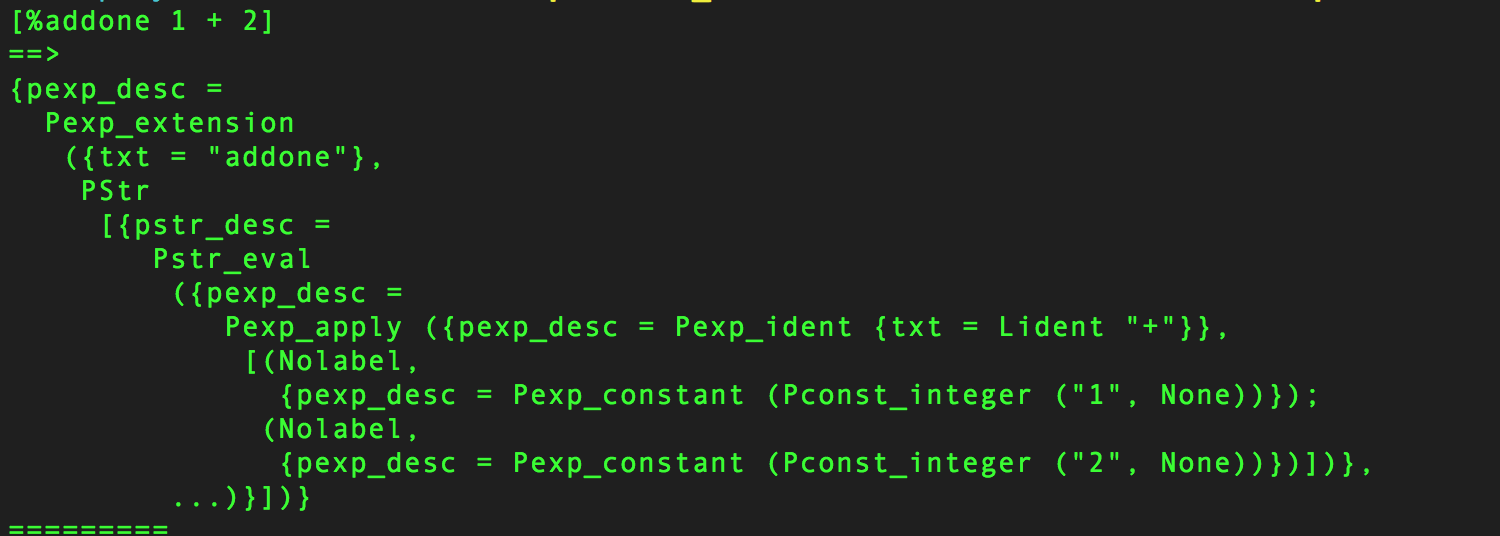 [%addone 1 + 2]
==>
{pexp_desc =
  Pexp_extension
   ({txt = "addone"},
    PStr
     [{pstr_desc =
        Pstr_eval
         ({pexp_desc =
            Pexp_apply ({pexp_desc = Pexp_ident {txt = Lident "+"}},
             [(Nolabel,
               {pexp_desc = Pexp_constant (Pconst_integer ("1", None))});
              (Nolabel,
               {pexp_desc = Pexp_constant (Pconst_integer ("2", None))})])},
         ...)}])}
=========